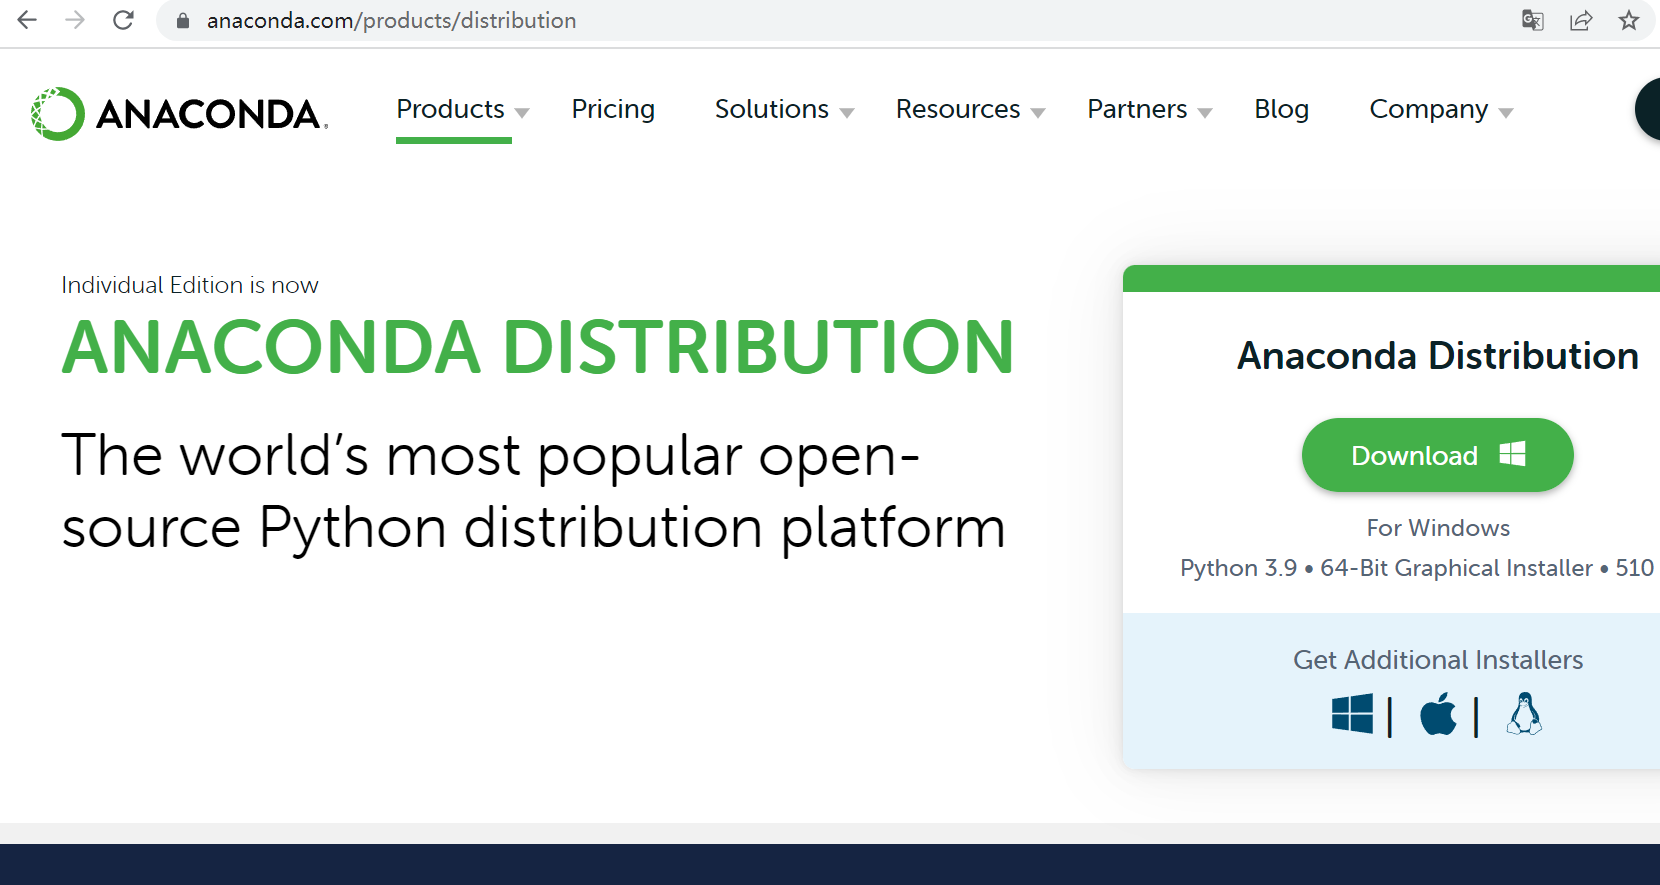 anaconda.com/products/distribution
ANACONDA.
Products Pricing Solutions Resources Partners Blog Company
Individual Edition is now
ANACONDA DISTRIBUTION
The world's most popular open-
source Python distribution platform
Anaconda Distribution
Download
For Windows
Python 3.9 • 64-Bit Graphical Installer • 510
Get Additional Installers